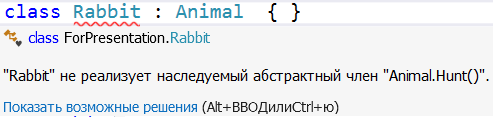 class Rabbit : Animal { }
class ForPresentation.Rabbit
"Rabbit" не реализует наследуемый абстрактный член "Animal.Hunt()".
Показать возможные решения (Alt+ВВОДилиCtrl+ю)